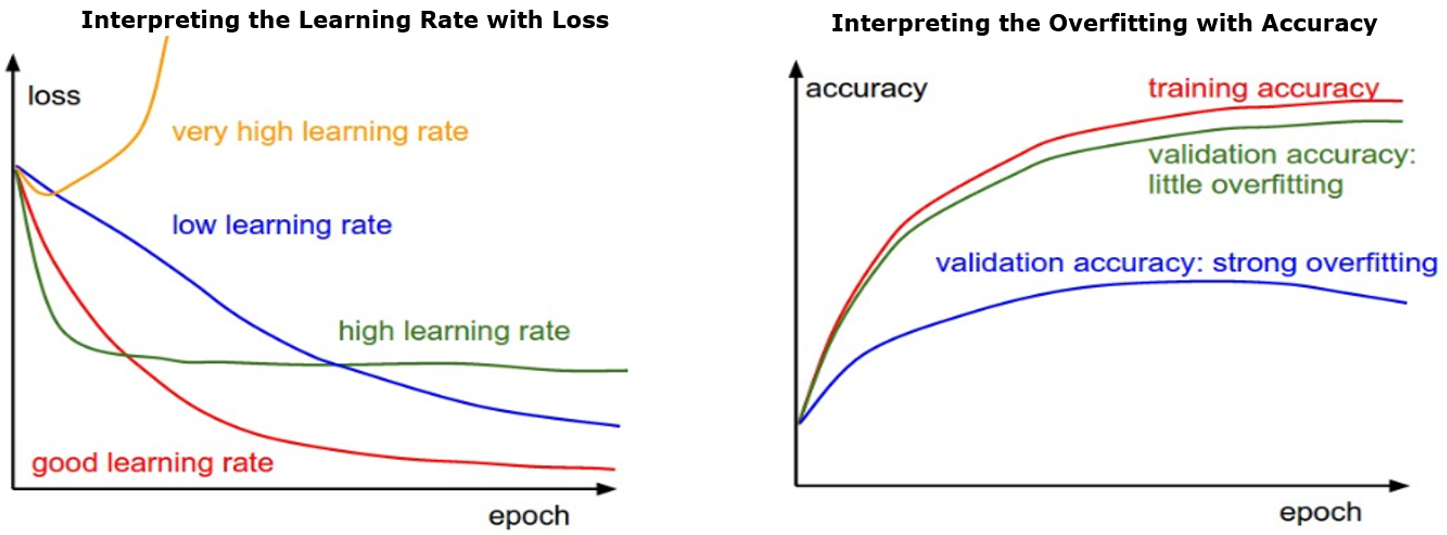 Interpreting the Learning Rate with Loss
loss
very high learning rate
low learning rate
high learning rate
good learning rate
epoch
Interpreting the Overfitting with Accuracy
accuracy
training accuracy
validation accuracy:
little overfitting
validation accuracy: strong overfitting
epoch